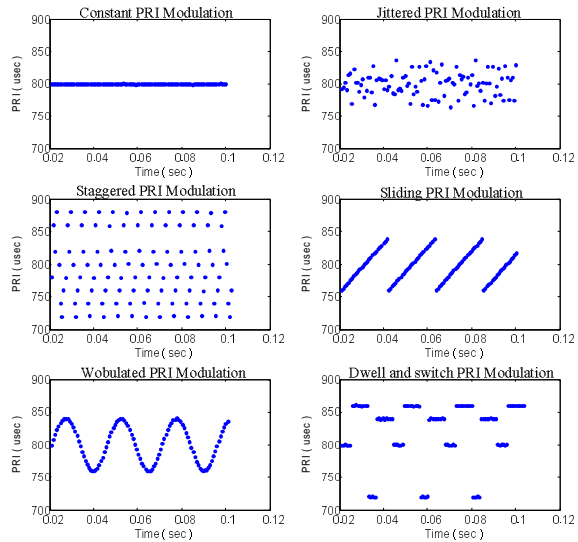 Constant PRI Modulation
900
800
700
0.02 0.04 0.06 0.08 0.1 0.12
Time ( sec )
PRI ( usec )
Jittered PRI Modulation
900
800
700
0.02 0.04 0.06 0.08 0.1 0.12
Time ( sec )
PRI ( usec )
Staggered PRI Modulation
900
850
800
750
700
0.02 0.04 0.06 0.08 0.1 0.12
Time ( sec )
PRI ( usec )
Sliding PRI Modulation
900
850
800
750
700
0.02 0.04 0.06 0.08 0.1 0.12
Time ( sec )
PRI ( usec )
Wobulated PRI Modulation
900
850
800
750
700
0.02 0.04 0.06 0.08 0.1 0.12
Time ( sec )
PRI ( usec )
Dwell and switch PRI Modulation
900
850
800
750
700
0.02 0.04 0.06 0.08 0.1 0.12
Time ( sec )
PRI ( usec )